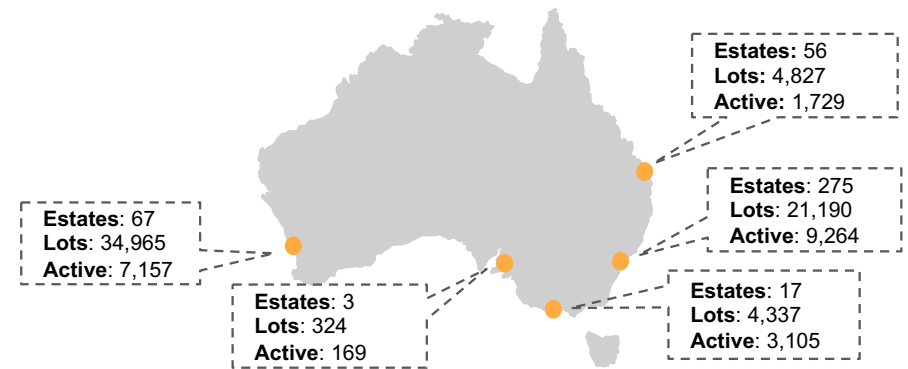 Estates: 56
Lots: 4,827
Active: 1,729
Estates: 275
Lots: 21,190
Active: 9,264
Estates: 67
Lots: 34,965
Active: 7,157
Estates: 3
Lots: 324
Active: 169
Estates: 17
Lots: 4,337
Active: 3,105